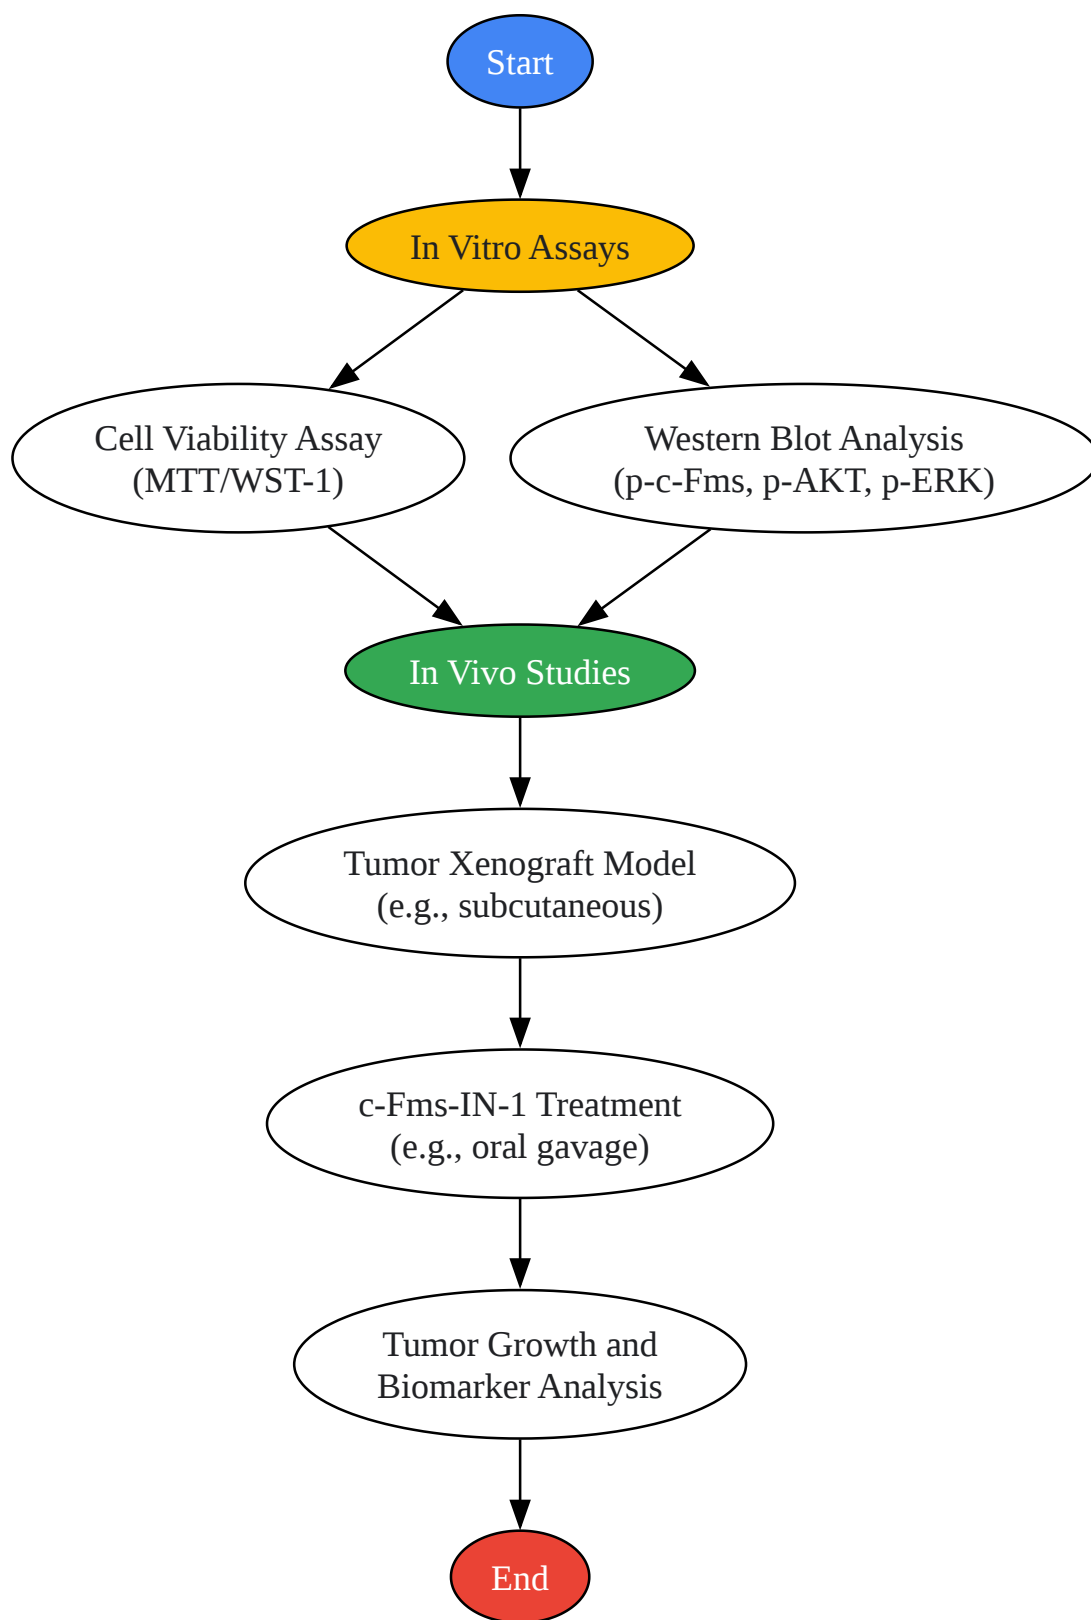 Start
In Vitro Assays
Cell Viability Assay
(MTT/WST-1)
Western Blot Analysis
(p-c-Fms, p-AKT, p-ERK)
In Vivo Studies
Tumor Xenograft Model
(e.g., subcutaneous)
c-Fms-IN-1 Treatment
(e.g., oral gavage)
Tumor Growth and
Biomarker Analysis
End